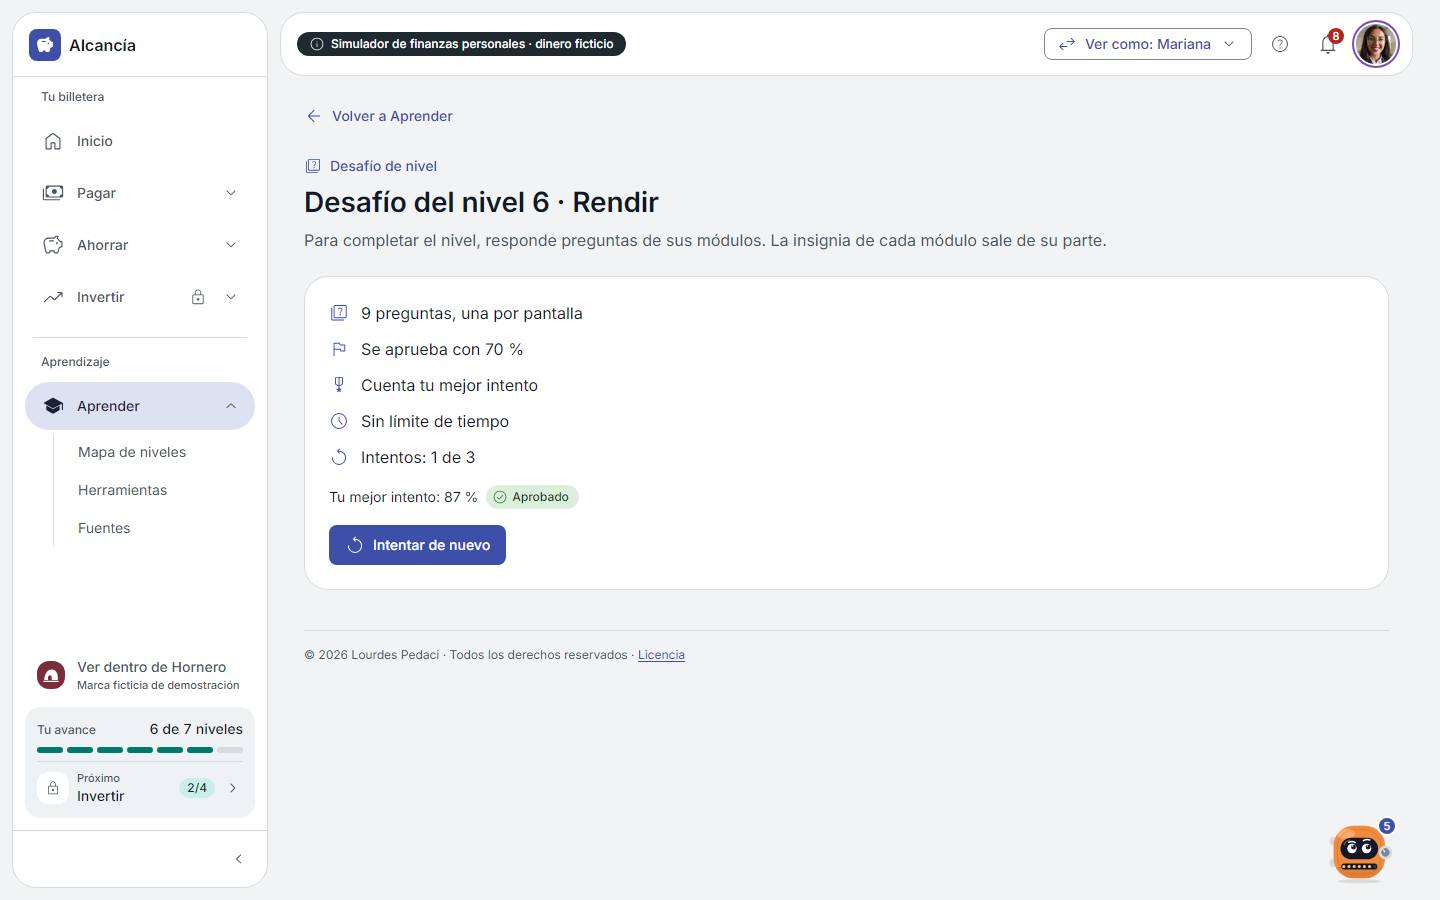 Alcancía
Tu billetera
Inicio
Pagar
Ahorrar
Invertir
Aprendizaje
Aprender
Mapa de niveles
Herramientas
Fuentes
Ver dentro de Hornero
Marca ficticia de demostración
Tu avance 6 de 7 niveles
Próximo
Invertir 2/4
Simulador de finanzas personales · dinero ficticio
Ver como: Mariana
8
Volver a Aprender
Desafío de nivel
Desafío del nivel 6 · Rendir
Para completar el nivel, responde preguntas de sus módulos. La insignia de cada módulo sale de su parte.
9 preguntas, una por pantalla
Se aprueba con 70 %
Cuenta tu mejor intento
Sin límite de tiempo
Intentos: 1 de 3
Tu mejor intento: 87 % Aprobado
Intentar de nuevo
© 2026 Lourdes Pedaci · Todos los derechos reservados · Licencia
5